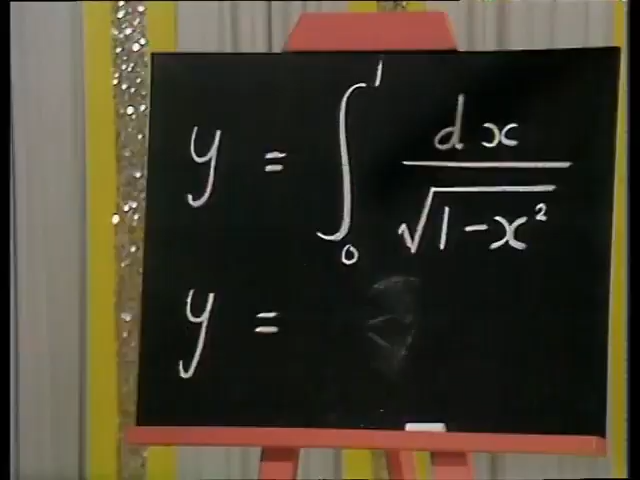 y = ∫₀¹ dx / √(1-x²)
y =